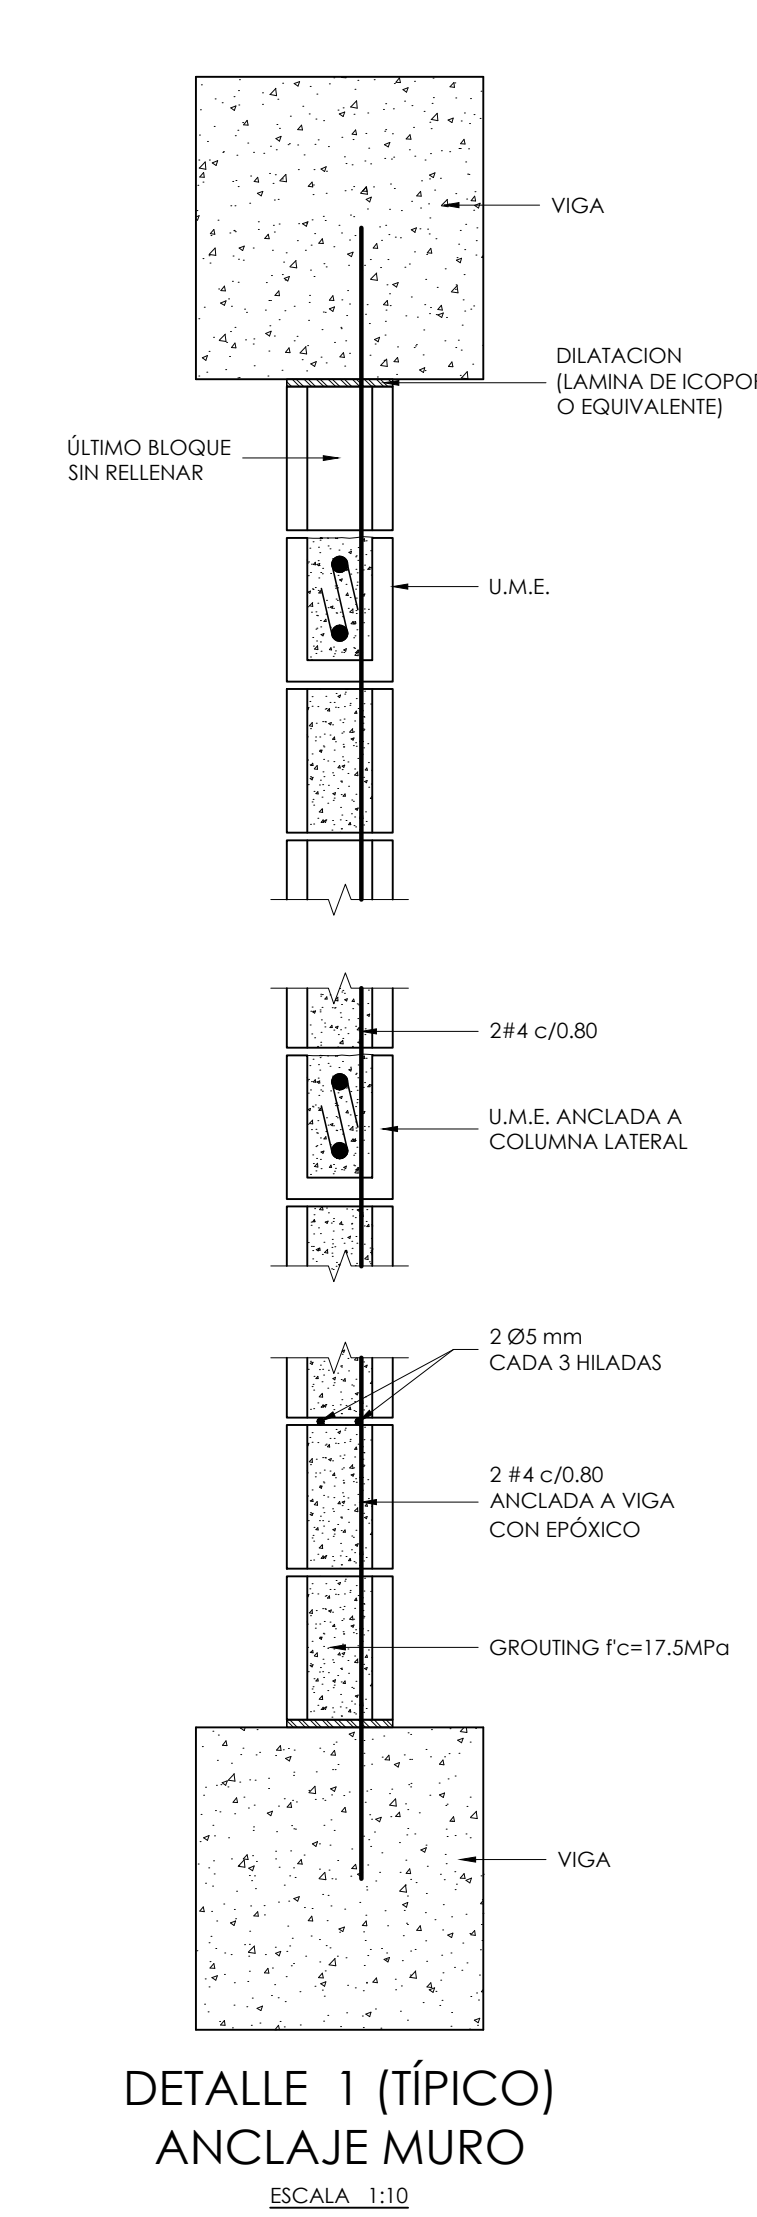 VIGA
DILATACION
(LAMINA DE ICOPOR
O EQUIVALENTE)
ÚLTIMO BLOQUE
SIN RELLENAR
U.M.E.
2#4 c/0.80
U.M.E. ANCLADA A
COLUMNA LATERAL
2 Ø5 mm
CADA 3 HILADAS
2 #4 c/0.80
ANCLADA A VIGA
CON EPÓXICO
GROUTING f'c=17.5MPa
VIGA
DETALLE 1 (TÍPICO)
ANCLAJE MURO
ESCALA 1:10